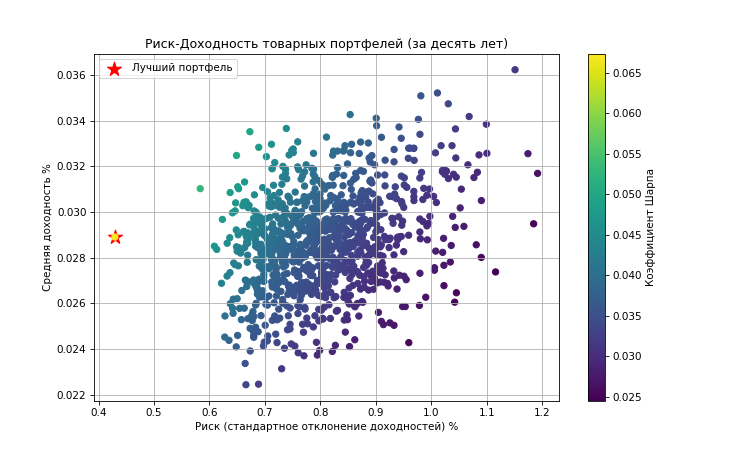 Риск-Доходность товарных портфелей (за десять лет)
Лучший портфель
0.036
0.034
0.032
0.030
0.028
0.026
0.024
0.022
Средняя доходность %
0.4 0.5 0.6 0.7 0.8 0.9 1.0 1.1 1.2
Риск (стандартное отклонение доходностей) %
0.065
0.060
0.055
0.050
0.045
0.040
0.035
0.030
0.025
Коэффициент Шарпа